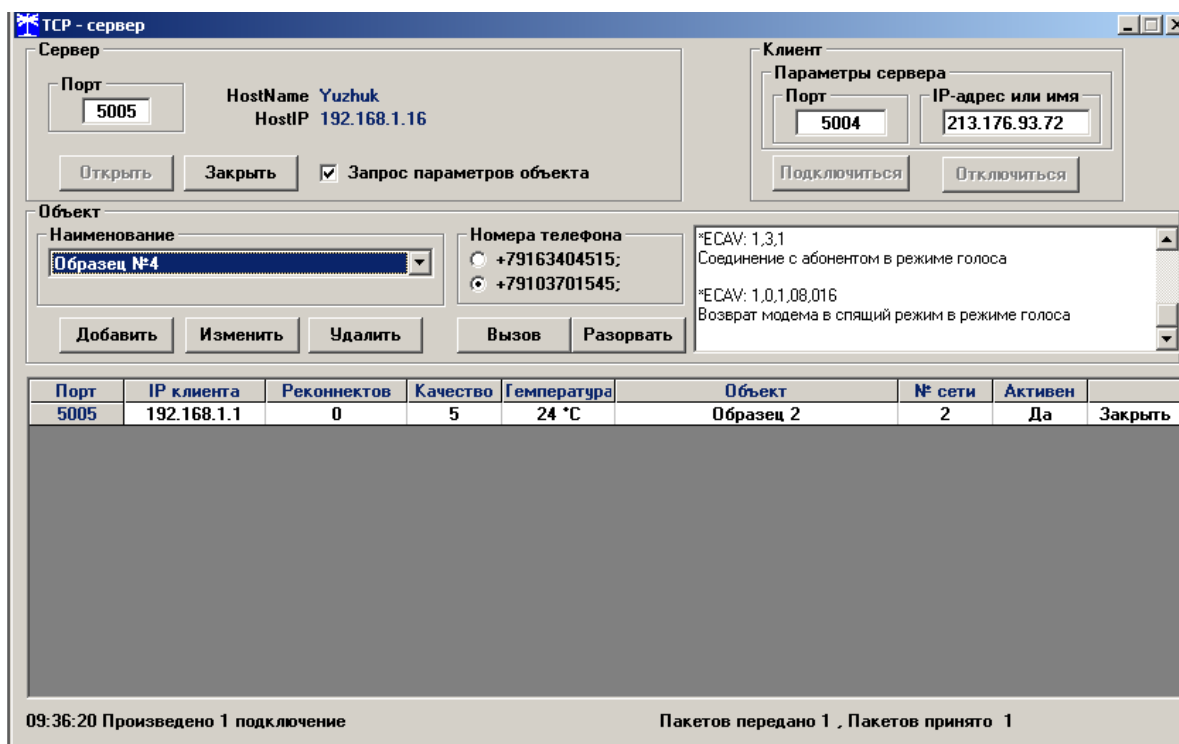 TCP - сервер
Сервер
Порт
5005
HostName Yuzhuk
HostIP 192.168.1.16
Открыть
Закрыть
Запрос параметров объекта
Клиент
Параметры сервера
Порт
5004
IP-адрес или имя
213.176.93.72
Подключиться
Отключиться
Объект
Наименование
Образец №4
Номера телефона
+79163404515;
+79103701545;
Добавить
Изменить
Удалить
Вызов
Разорвать
*ECAV: 1,3,1
Соединение с абонентом в режиме голоса
*ECAV: 1,0,1,08,016
Возврат модема в спящий режим в режиме голоса
Порт IP клиента Реконнектов Качество Температура Объект № сети Активен
5005 192.168.1.1 0 5 24 °C Образец 2 2 Да Закрыть
09:36:20 Произведено 1 подключение
Пакетов передано 1 , Пакетов принято 1